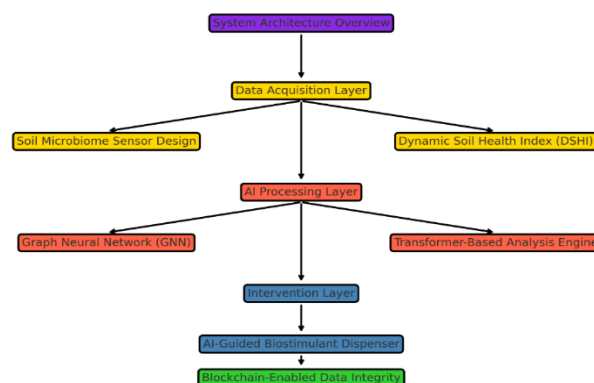 System Architecture Overview
Data Acquisition Layer
Soil Microbiome Sensor Design
Dynamic Soil Health Index (DSHI)
AI Processing Layer
Graph Neural Network (GNN)
Transformer-Based Analysis Engine
Intervention Layer
AI-Guided Biostimulant Dispenser
Blockchain-Enabled Data Integrity